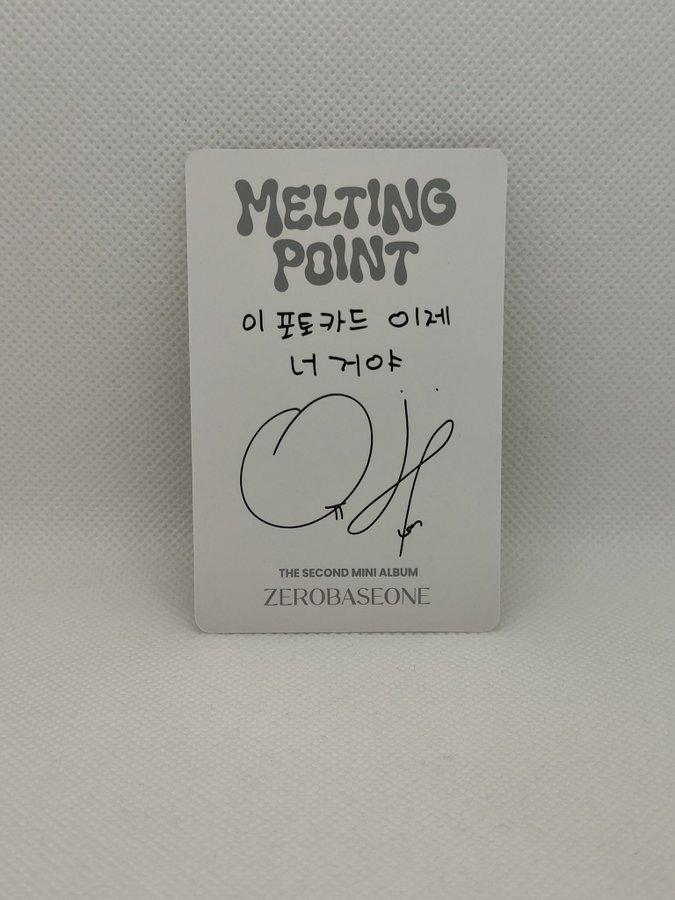 MELTING
POINT
이 포토카드 이제
너 거야
THE SECOND MINI ALBUM
ZEROBASEONE